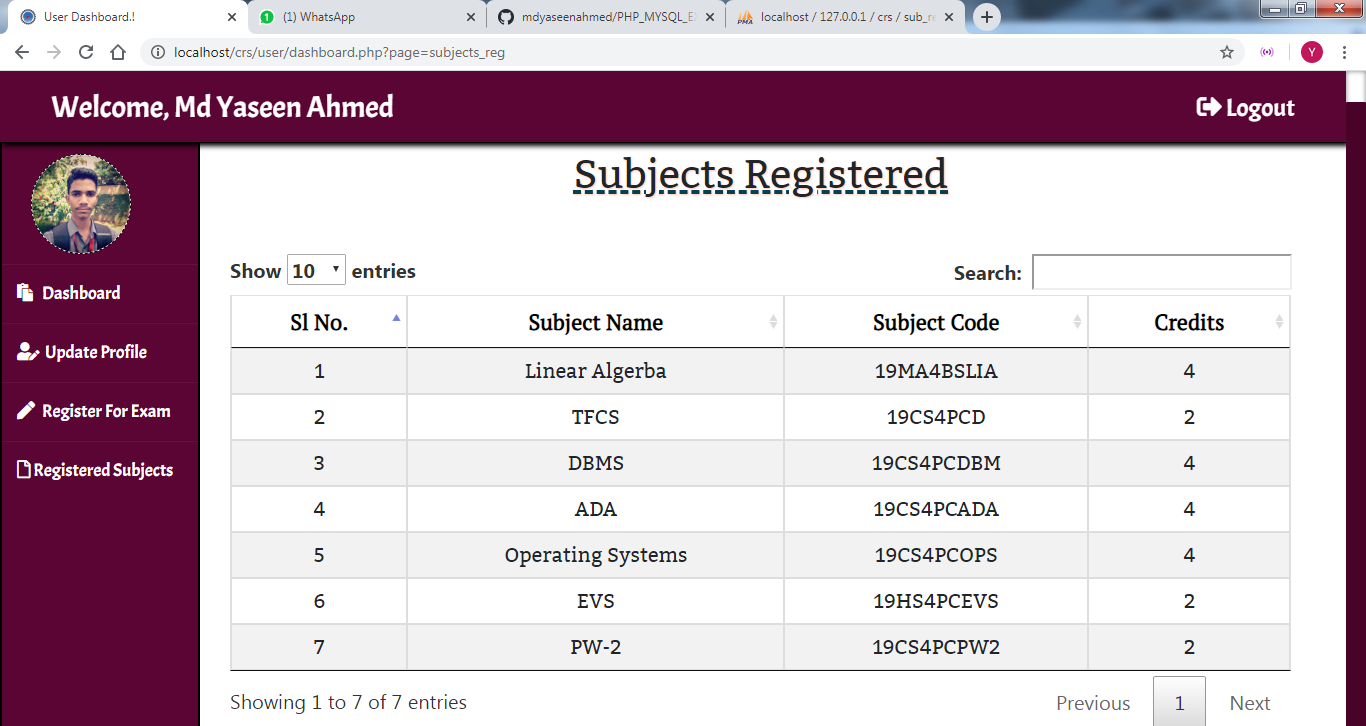 User Dashboard.!
(1) WhatsApp
mdyaseenahmed/PHP_MYSQL_E
localhost / 127.0.0.1 / crs / sub_re
localhost/crs/user/dashboard.php?page=subjects_reg
Y
Welcome, Md Yaseen Ahmed
Logout
Dashboard
Update Profile
Register For Exam
Registered Subjects
Subjects Registered
Show 10 entries
Search:
Sl No. Subject Name Subject Code Credits
1 Linear Algerba 19MA4BSLIA 4
2 TFCS 19CS4PCD 2
3 DBMS 19CS4PCDBM 4
4 ADA 19CS4PCADA 4
5 Operating Systems 19CS4PCOPS 4
6 EVS 19HS4PCEVS 2
7 PW-2 19CS4PCPW2 2
Showing 1 to 7 of 7 entries
Previous 1 Next